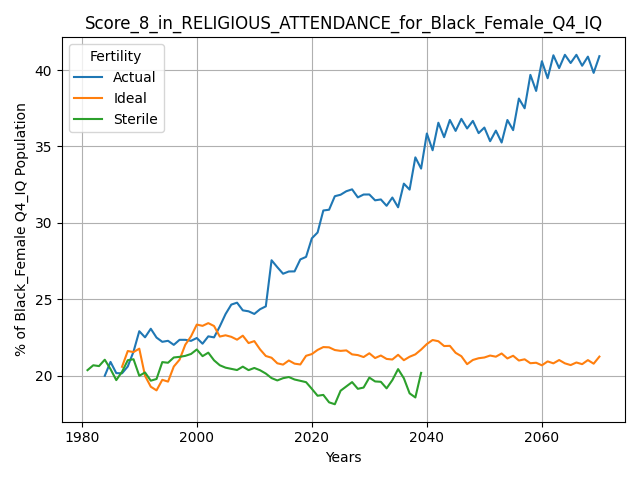 Score_8_in_RELIGIOUS_ATTENDANCE_for_Black_Female_Q4_IQ
Fertility
Actual
Ideal
Sterile
% of Black_Female Q4_IQ Population
40
35
30
25
20
1980
2000
2020
2040
2060
Years